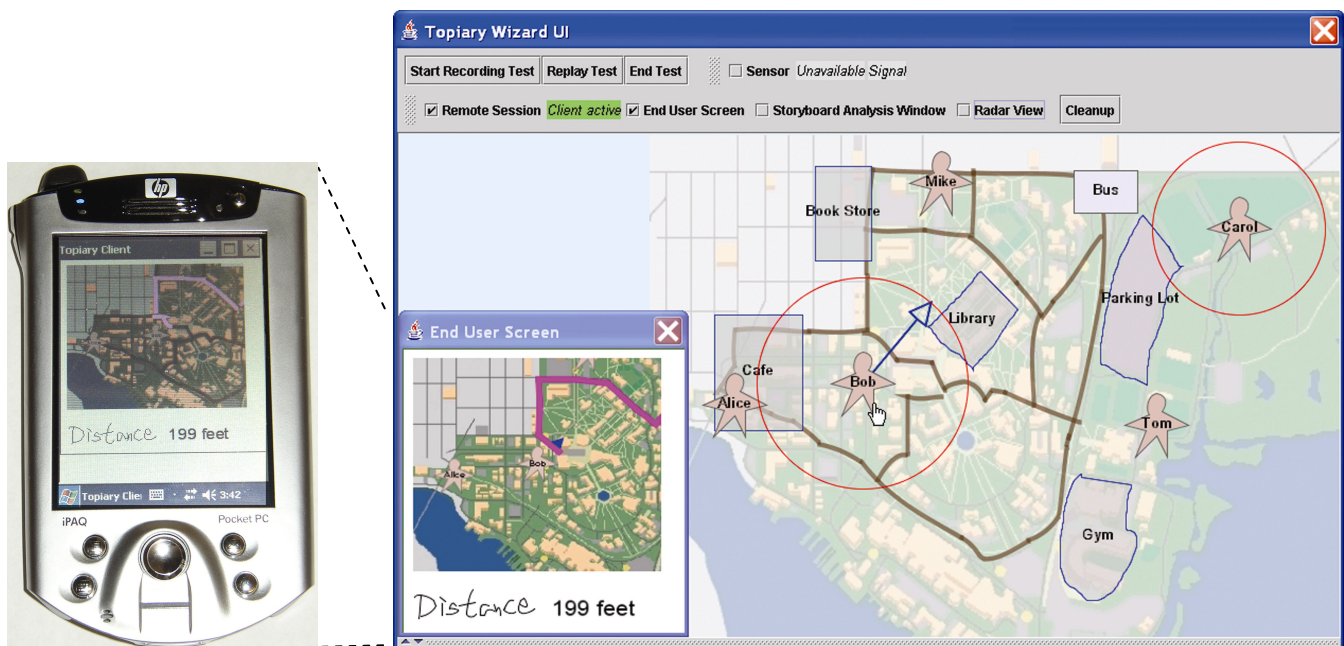 hp
Topiary Client
Distance 199 feet
Topiary Clie
3:42
iPAQ
Pocket PC
Topiary Wizard UI
Start Recording Test
Replay Test
End Test
Sensor
Unavailable Signal
Remote Session
Client active
End User Screen
Storyboard Analysis Window
Radar View
Cleanup
Mike
Bus
Book Store
Carol
Parking Lot
Library
Cafe
Bob
Alice
Tom
Gym
End User Screen
Bob
Alice
Distance 199 feet